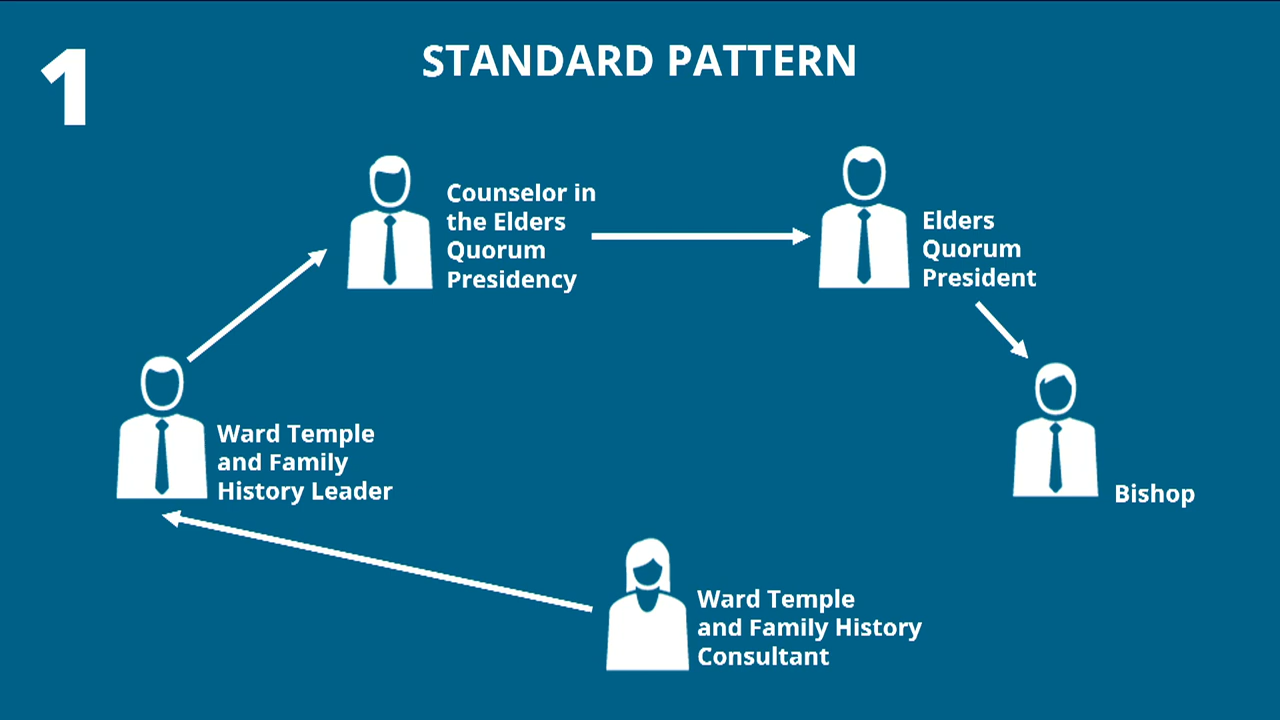 1
STANDARD PATTERN
Counselor in
the Elders
Quorum
Presidency
Elders
Quorum
President
Ward Temple
and Family
History Leader
Bishop
Ward Temple
and Family History
Consultant